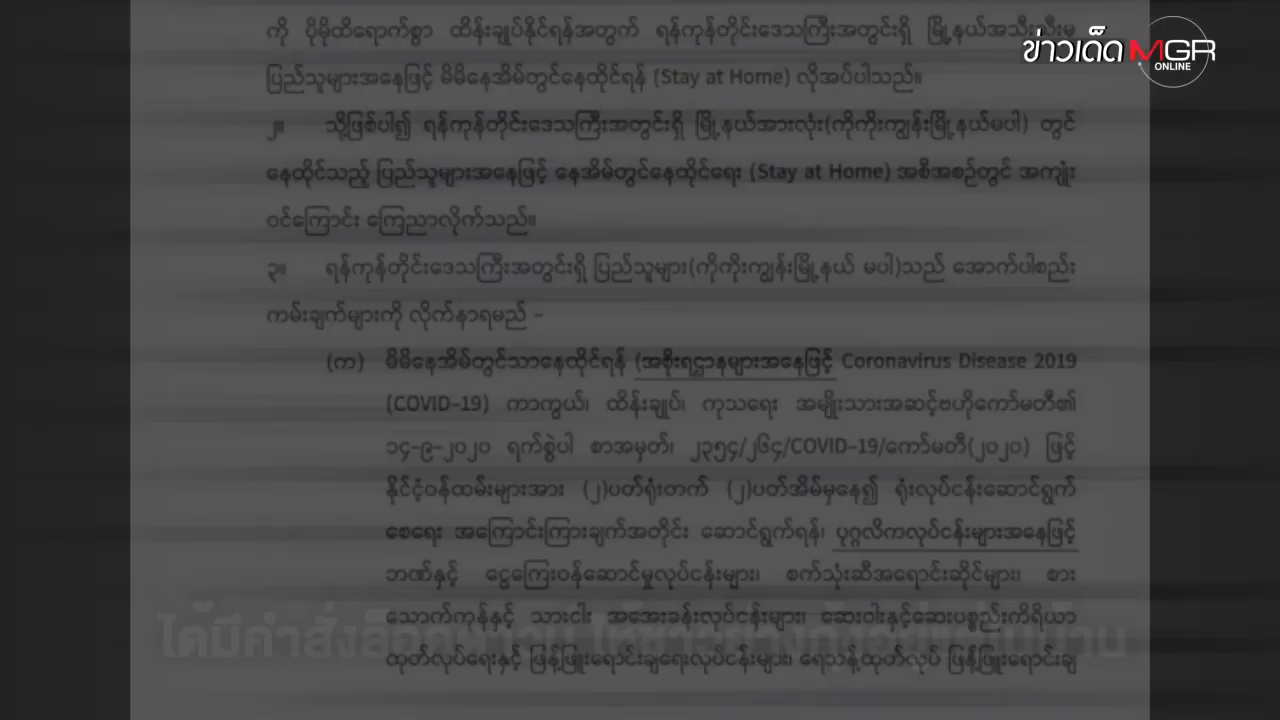 ကို ပိုမိုထိရောက်စွာ ထိန်းချုပ်နိုင်ရန်အတွက် ရန်ကုန်တိုင်းဒေသကြီးအတွင်းရှိ
ข่าวเด็ด MGR
ONLINE
ပြည်သူများအနေဖြင့် မိမိနေအိမ်တွင်နေထိုင်ရန် (Stay at Home) လိုအပ်ပါသည်။
၂။ သို့ဖြစ်ပါ၍ ရန်ကုန်တိုင်းဒေသကြီးအတွင်းရှိ မြို့နယ်အားလုံး(ကိုကိုးကျွန်းမြို့နယ်မပါ) တွင်
နေထိုင်သည့် ပြည်သူများအနေဖြင့် နေအိမ်တွင်နေထိုင်ရေး (Stay at Home) အစီအစဉ်တွင် အကျုံး
ဝင်ကြောင်း ကြေညာလိုက်သည်။
၃။ ရန်ကုန်တိုင်းဒေသကြီးအတွင်းရှိ ပြည်သူများ(ကိုကိုးကျွန်းမြို့နယ် မပါ)သည် အောက်ပါစည်း
ကမ်းချက်များကို လိုက်နာရမည် –
(က) မိမိနေအိမ်တွင်သာနေထိုင်ရန် (အစိုးရဌာနများအနေဖြင့် Coronavirus Disease 2019
(COVID–19) ကာကွယ်၊ ထိန်းချုပ်၊ ကုသရေး အမျိုးသားအဆင့်ဗဟိုကော်မတီ၏
၁၄–၉–၂၀၂၀ ရက်စွဲပါ စာအမှတ်၊ ၂၃၅၄/၂၆၄/COVID–19/ကော်မတီ(၂၀၂၀) ဖြင့်
နိုင်ငံ့ဝန်ထမ်းများအား (၂)ပတ်ရုံးတက် (၂)ပတ်အိမ်မှနေ၍ ရုံးလုပ်ငန်းဆောင်ရွက်
စေရေး အကြောင်းကြားချက်အတိုင်း ဆောင်ရွက်ရန်၊ ပုဂ္ဂလိကလုပ်ငန်းများအနေဖြင့်
ဘဏ်နှင့် ငွေကြေးဝန်ဆောင်မှုလုပ်ငန်းများ၊ စက်သုံးဆီအရောင်းဆိုင်များ၊ စား
သောက်ကုန်နှင့် သားငါး အအေးခန်းလုပ်ငန်းများ၊ ဆေးဝါးနှင့်ဆေးပစ္စည်းကိရိယာ
ထုတ်လုပ်ရေးနှင့် ဖြန့်ဖြူးရောင်းချရေးလုပ်ငန်းများ၊ ရေသန့်ထုတ်လုပ် ဖြန့်ဖြူးရောင်းချ